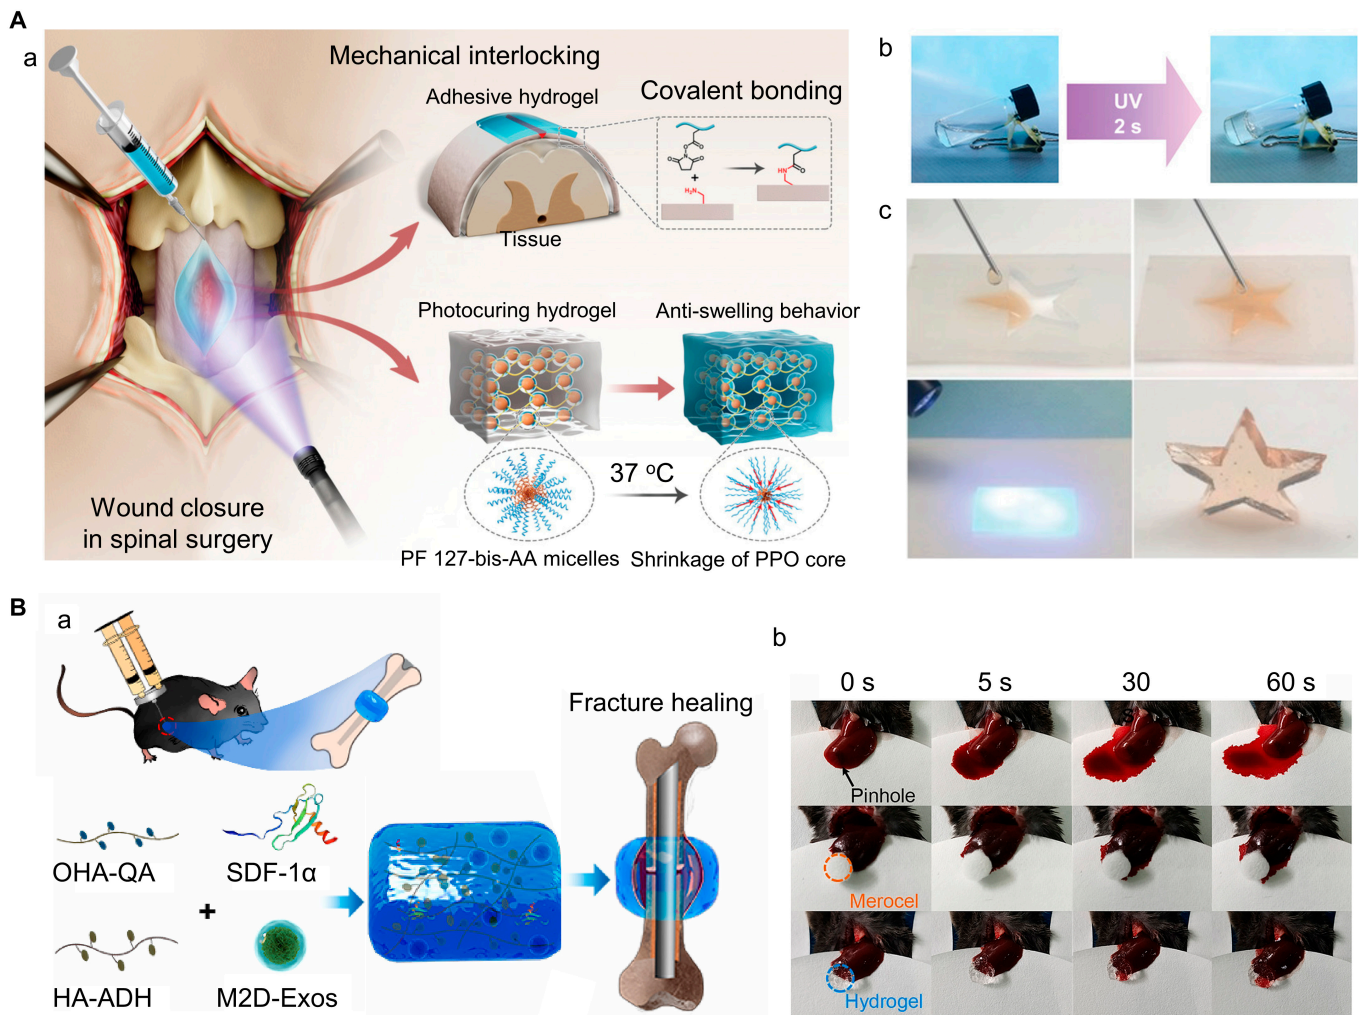 A
a
Mechanical interlocking
Adhesive hydrogel
Covalent bonding
O
O
N
O
O
+
H₂N
HN
O
Tissue
Photocuring hydrogel
Anti-swelling behavior
37 °C
Wound closure
in spinal surgery
PF 127-bis-AA micelles
Shrinkage of PPO core
b
UV
2 s
c
B
a
Fracture healing
OHA-QA
SDF-1α
+
HA-ADH
M2D-Exos
b
0 s
5 s
30
s
60 s
Pinhole
Merocel
Hydrogel